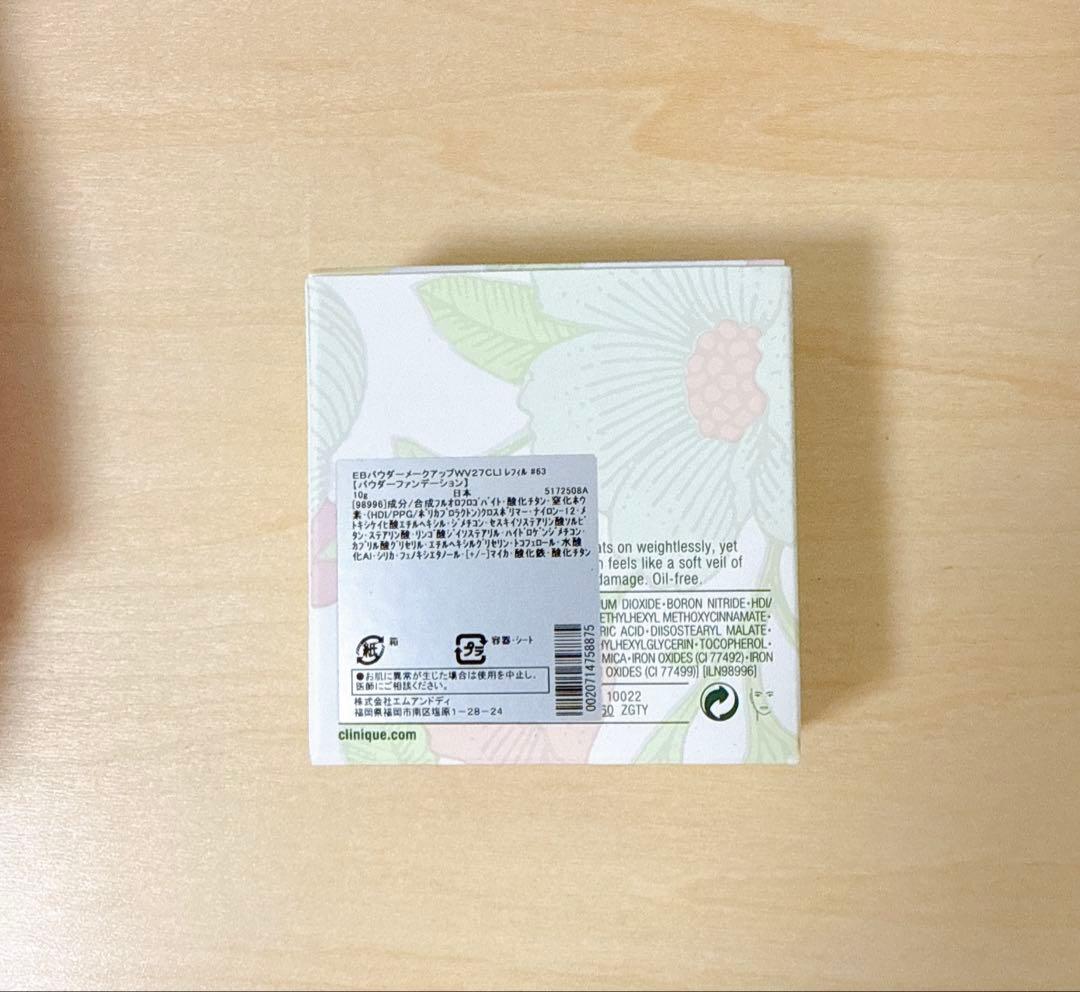 EBパウダーメークアップWV27CLI レフィル #63
【パウダーファンデーション】
10g 日本 5172508A
[98996]成分/合成フルオロフロゴパイト・酸化チタン・窒化ホウ
素・(HDI/PPG/ポリカプロラクトン)クロスポリマー・ナイロン-12・メ
トキシケイヒ酸エチルヘキシル・ジメチコン・セスキイソステアリン酸ソルビ
タン・ステアリン酸・リンゴ酸ジイソステアリル・ハイドロゲンジメチコン・
カプリル酸グリセリル・エチルヘキシルグリセリン・トコフェロール・水酸
化Al・シリカ・フェノキシエタノール・[+/-]マイカ・酸化鉄・酸化チタン
紙 箱 プラ 容器・シート
●お肌に異常が生じた場合は使用を中止し、
医師にご相談ください。
株式会社エムアンドディ
福岡県福岡市南区塩原1-28-24
0020714758875
ats on weightlessly, yet
n feels like a soft veil of
damage. Oil-free.
UM DIOXIDE•BORON NITRIDE•HDI/
ETHYLHEXYL METHOXYCINNAMATE•
RIC ACID•DIISOSTEARYL MALATE•
YLHEXYLGLYCERIN•TOCOPHEROL•
MICA•IRON OXIDES (CI 77492)•IRON
OXIDES (CI 77499)] [ILN98996]
10022
60 ZGTY
clinique.com